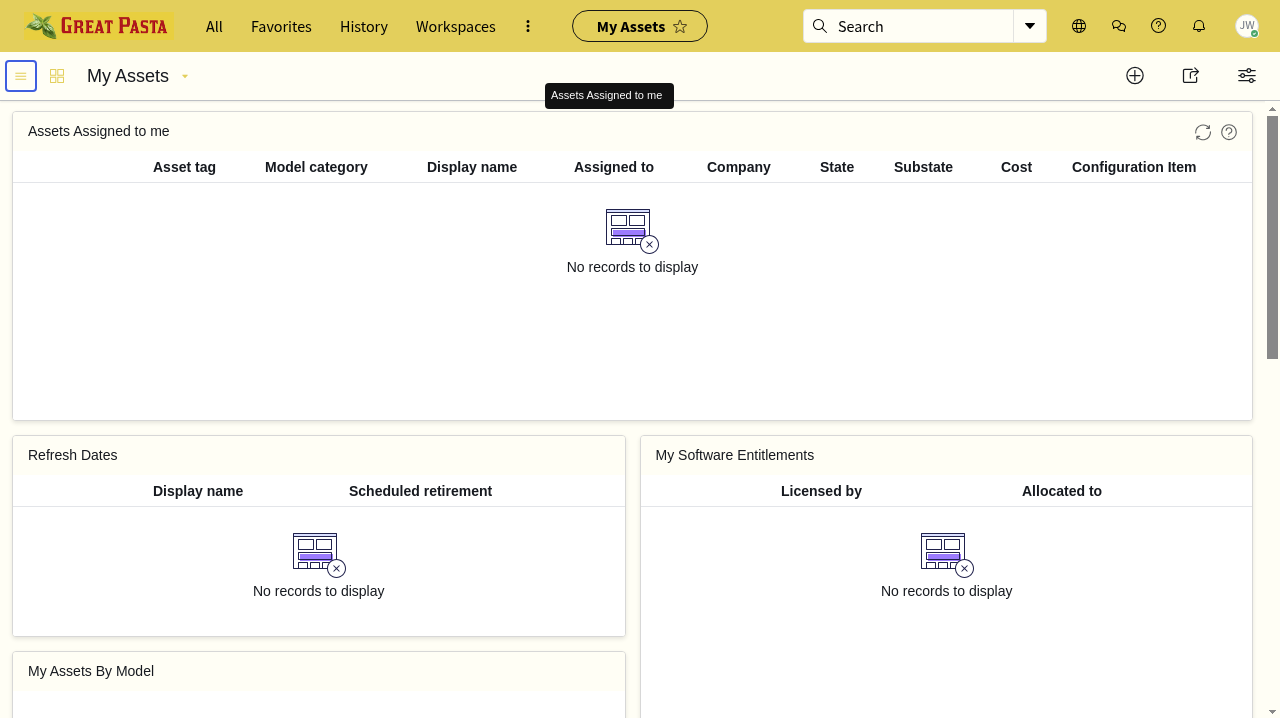 GREAT PASTA
All
Favorites
History
Workspaces
My Assets
Search
JW
My Assets
Assets Assigned to me
Assets Assigned to me
Asset tag
Model category
Display name
Assigned to
Company
State
Substate
Cost
Configuration Item
No records to display
Refresh Dates
Display name
Scheduled retirement
No records to display
My Software Entitlements
Licensed by
Allocated to
No records to display
My Assets By Model